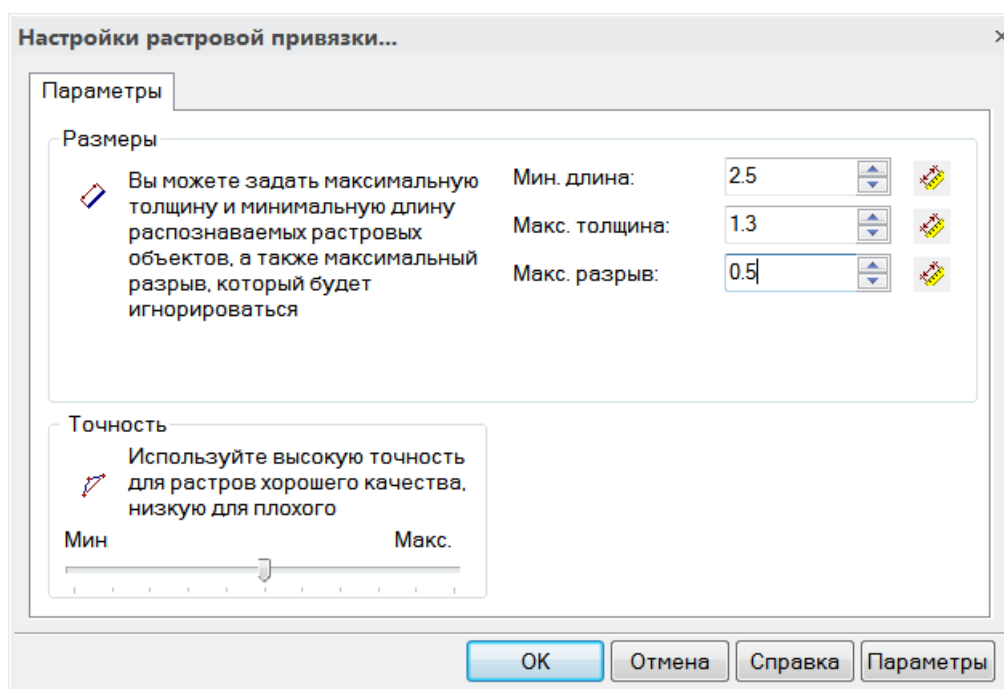 Настройки растровой привязки...
Параметры
Размеры
Вы можете задать максимальную
толщину и минимальную длину
распознаваемых растровых
объектов, а также максимальный
разрыв, который будет
игнорироваться
Мин. длина: 2.5
Макс. толщина: 1.3
Макс. разрыв: 0.5
Точность
Используйте высокую точность
для растров хорошего качества,
низкую для плохого
Мин Макс.
OK Отмена Справка Параметры